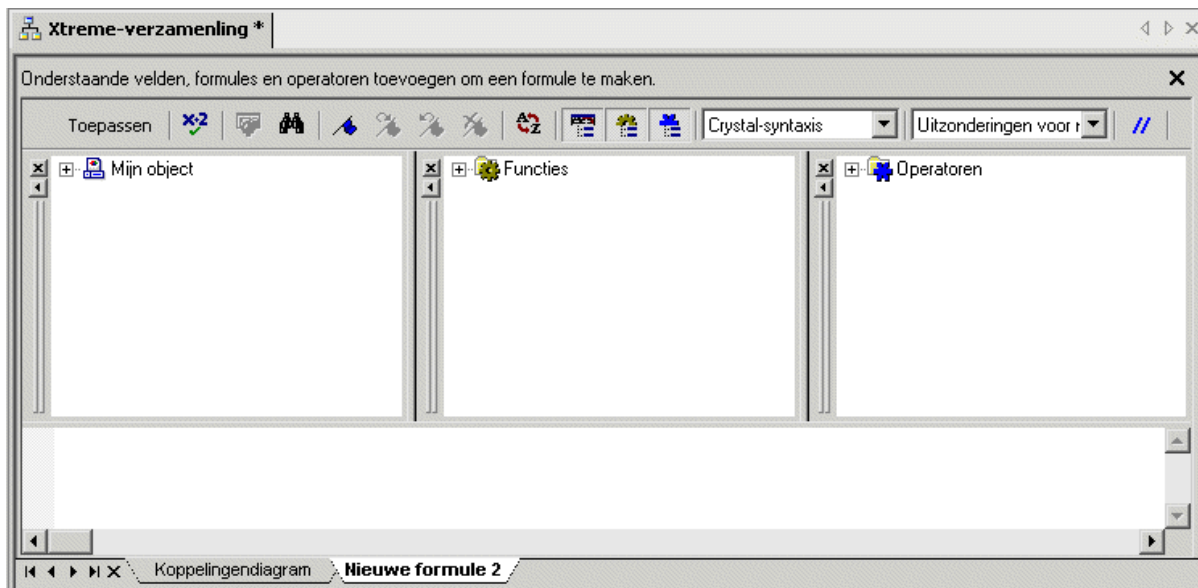 Xtreme-verzamenling *
Onderstaande velden, formules en operatoren toevoegen om een formule te maken.
Toepassen x+2 Crystal-syntaxis Uitzonderingen voor r //
Mijn object Functies Operatoren
Koppelingendiagram Nieuwe formule 2